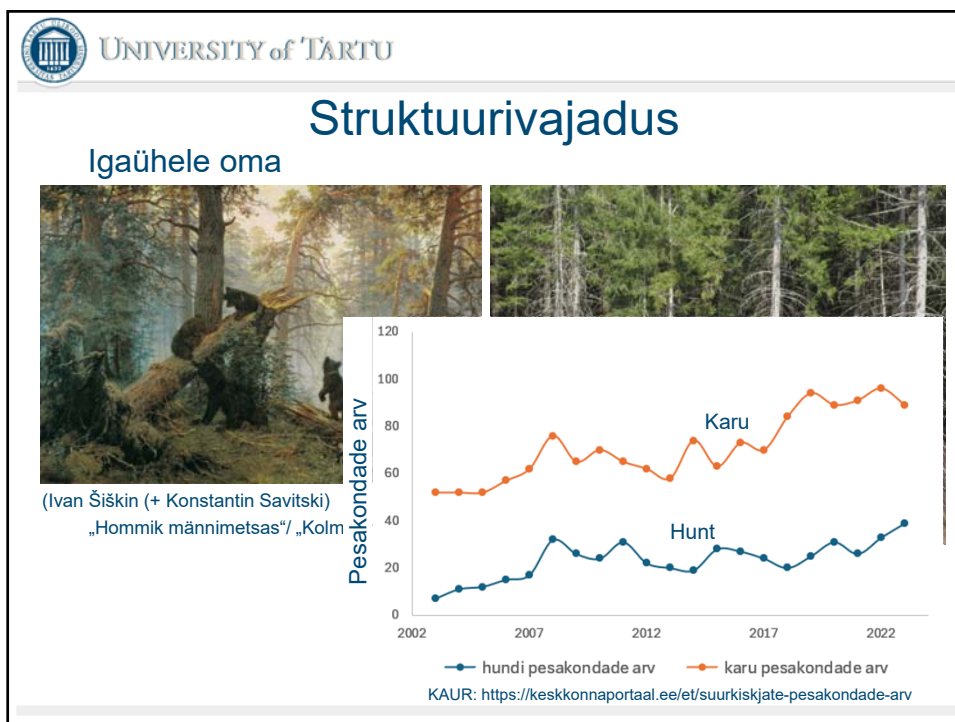 UNIVERSITY of TARTU
Struktuurivajadus
Igaühele oma
(Ivan Šiškin (+ Konstantin Savitski)
„Hommik männimetsas“/ „Kolm
Pesakondade arv
120
100
80
60
40
20
0
Karu
Hunt
2002 2007 2012 2017 2022
hundi pesakondade arv karu pesakondade arv
KAUR: https://keskkonnaportaal.ee/et/suurkiskjate-pesakondade-arv